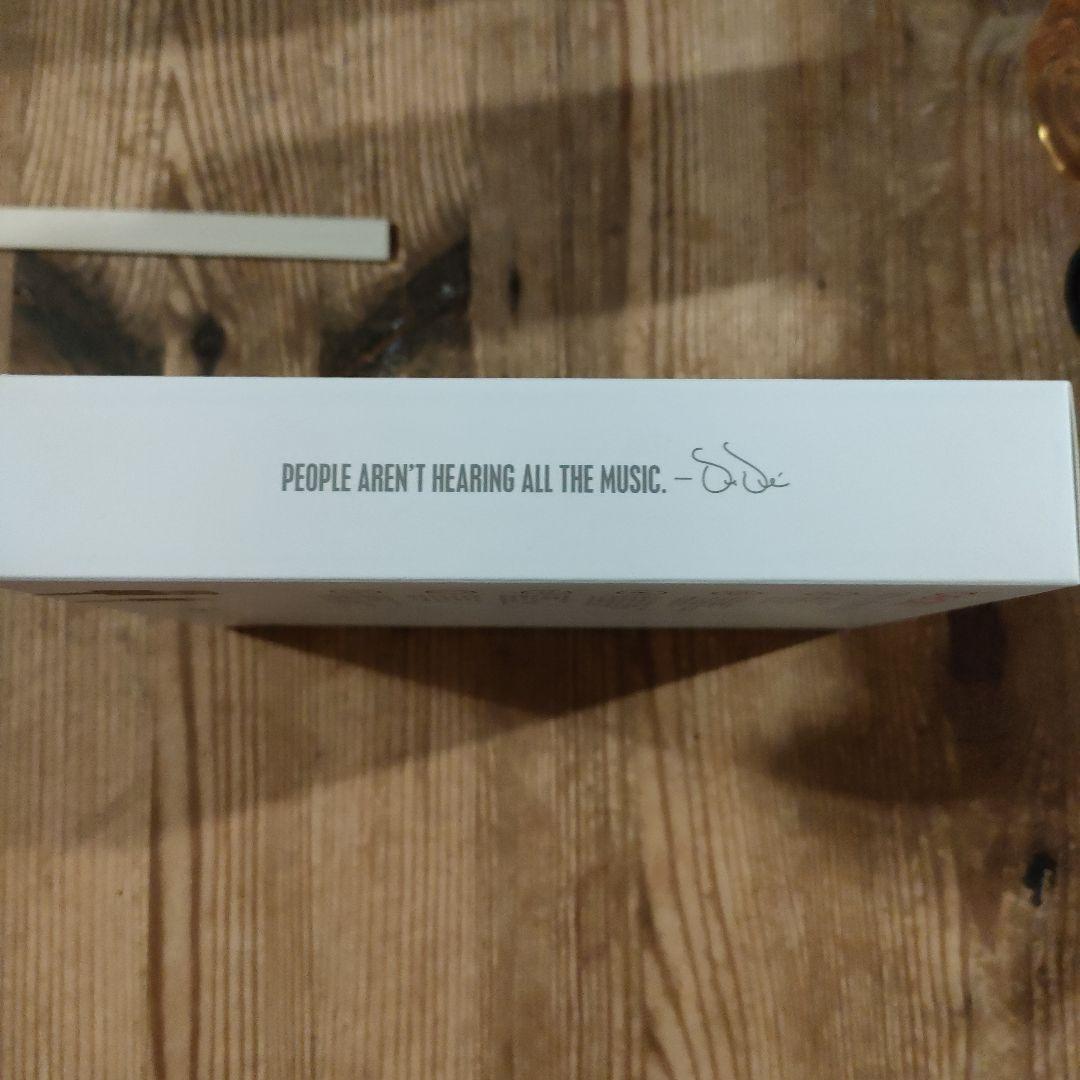 PEOPLE AREN'T HEARING ALL THE MUSIC. –